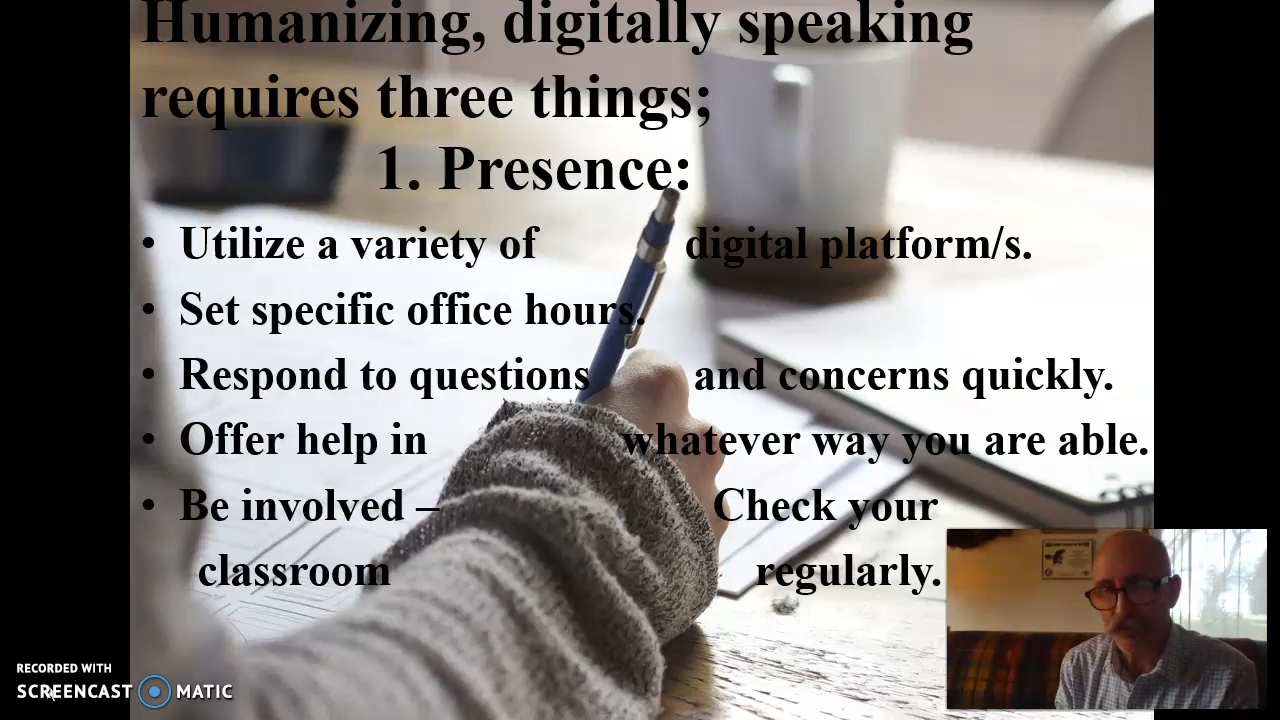 Humanizing, digitally speaking
requires three things;
1. Presence:
• Utilize a variety of digital platform/s.
• Set specific office hours.
• Respond to questions and concerns quickly.
• Offer help in whatever way you are able.
• Be involved – Check your
classroom regularly.
RECORDED WITH
SCREENCAST MATIC